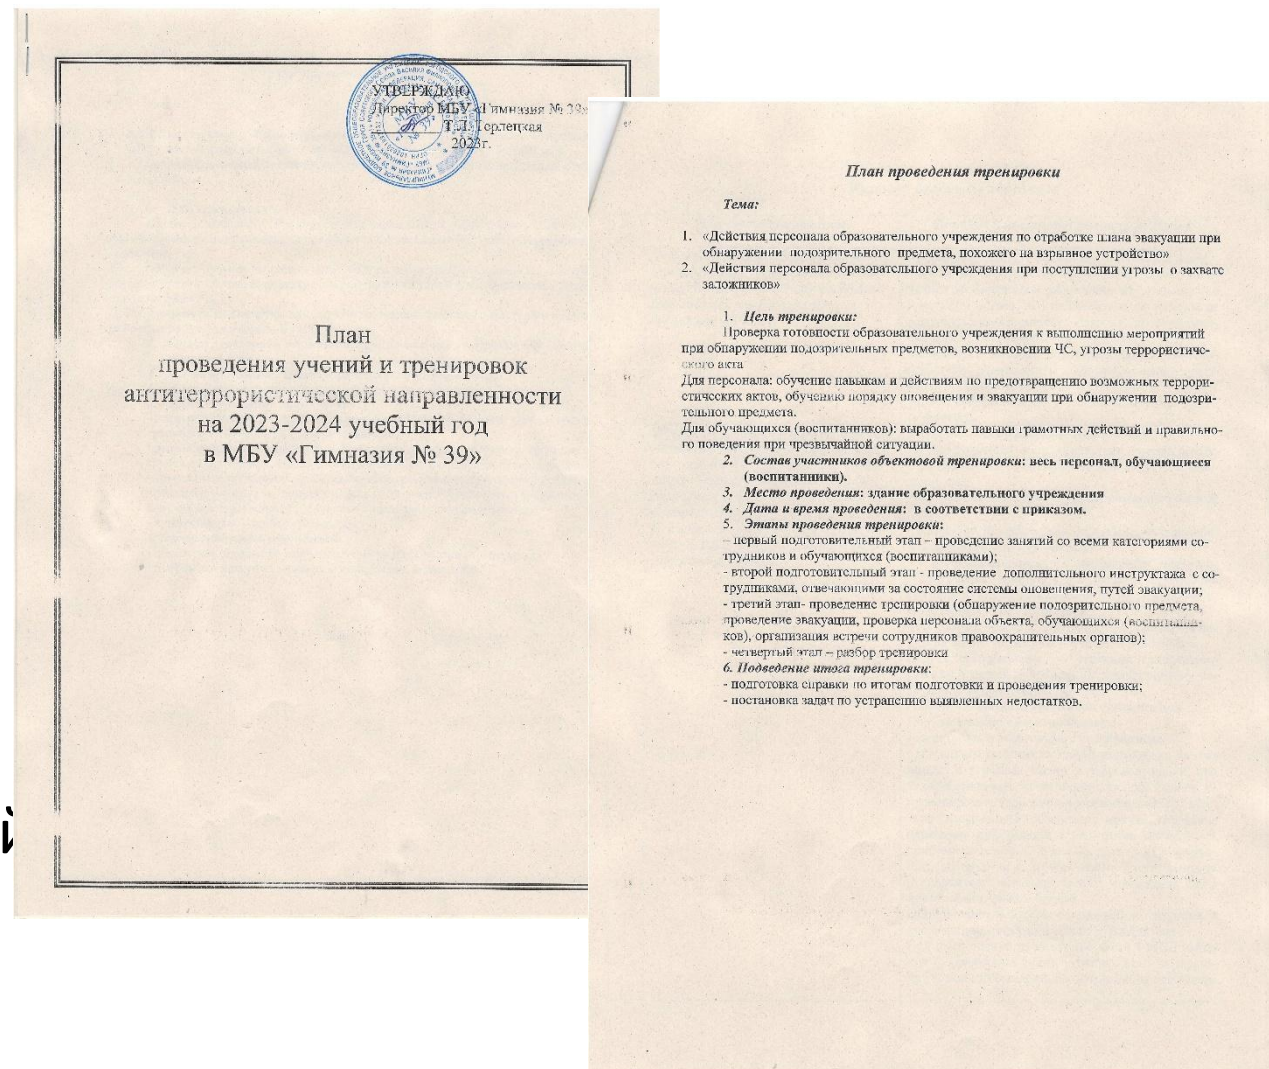 УТВЕРЖДАЮ
Директор МБУ «Гимназия № 39»
Т.Л. Терлецкая
2023г.
План
проведения учений и тренировок
антитеррористической направленности
на 2023-2024 учебный год
в МБУ «Гимназия № 39»
й
План проведения тренировки
Тема:
1. «Действия персонала образовательного учреждения по отработке плана эвакуации при
обнаружении подозрительного предмета, похожего на взрывное устройство»
2. «Действия персонала образовательного учреждения при поступлении угрозы о захвате
заложников»
1. Цель тренировки:
Проверка готовности образовательного учреждения к выполнению мероприятий
при обнаружении подозрительных предметов, возникновении ЧС, угрозы террористиче-
ского акта
Для персонала: обучение навыкам и действиям по предотвращению возможных террори-
стических актов, обучению порядку оповещения и эвакуации при обнаружении подозри-
тельного предмета.
Для обучающихся (воспитанников): выработать навыки грамотных действий и правильно-
го поведения при чрезвычайной ситуации.
2. Состав участников объектовой тренировки: весь персонал, обучающиеся
(воспитанники).
3. Место проведения: здание образовательного учреждения
4. Дата и время проведения: в соответствии с приказом.
5. Этапы проведения тренировки:
– первый подготовительный этап – проведение занятий со всеми категориями со-
трудников и обучающихся (воспитанниками);
- второй подготовительный этап - проведение дополнительного инструктажа с со-
трудниками, отвечающими за состояние системы оповещения, путей эвакуации;
- третий этап- проведение тренировки (обнаружение подозрительного предмета,
проведение эвакуации, проверка персонала объекта, обучающихся (воспитанни-
ков), организация встречи сотрудников правоохранительных органов);
- четвертый этап – разбор тренировки
6. Подведение итога тренировки:
- подготовка справки по итогам подготовки и проведения тренировки;
- постановка задач по устранению выявленных недостатков.